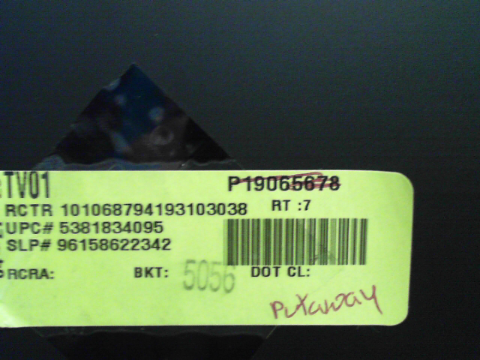 TV01 P19065678
RCTR 101068794193103038 RT :7
UPC# 5381834095
SLP# 96158622342
RCRA: BKT: 5056 DOT CL:
Putaway